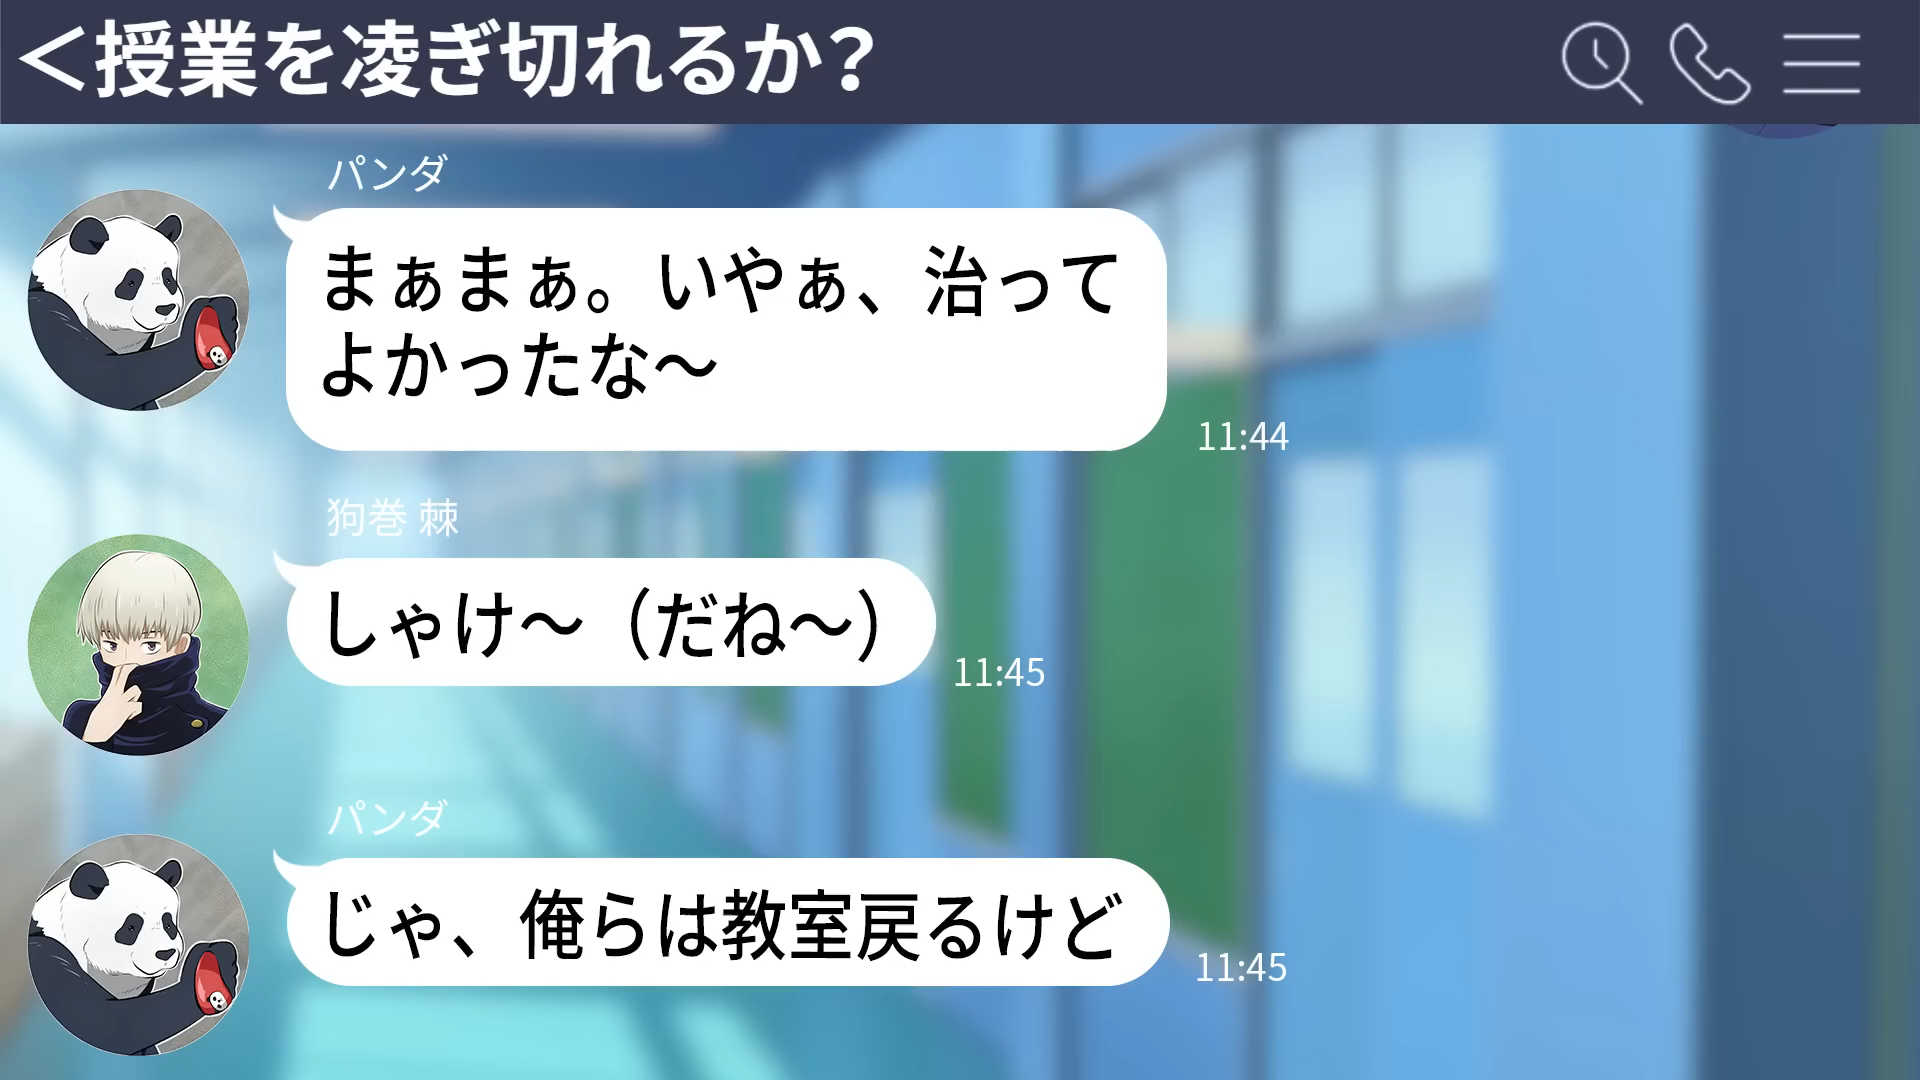 ＜授業を凌ぎ切れるか？
パンダ
まぁまぁ。いやぁ、治って
よかったな～
11:44
狗巻 棘
しゃけ～（だね～）
11:45
パンダ
じゃ、俺らは教室戻るけど
11:45